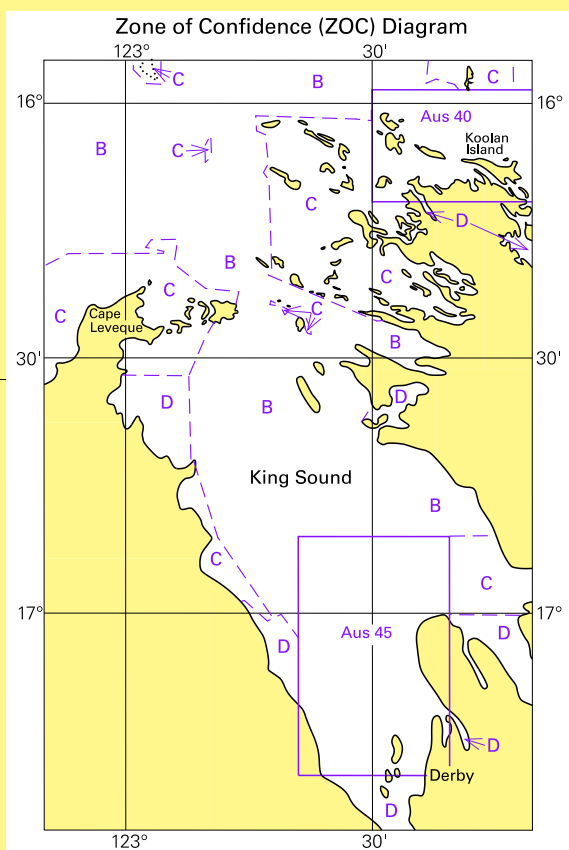 Zone of Confidence (ZOC) Diagram
123° 30'
C B C
16° 16°
Aus 40
B C Koolan
Island
C
D
B
C C
C Cape
Leveque
C
B
30' 30'
D B D
King Sound
B
C C
17° 17°
D Aus 45 D
D
Derby
D
123° 30'